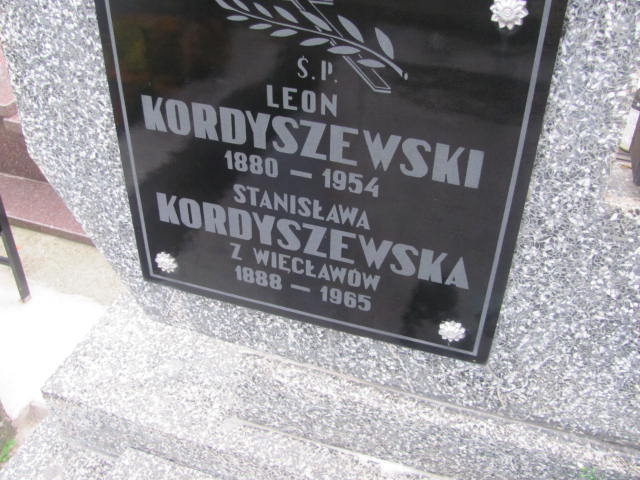 Ś.P.
LEON
KORDYSZEWSKI
1880 – 1954
STANISŁAWA
KORDYSZEWSKA
Z WIĘCŁAWÓW
1888 – 1965